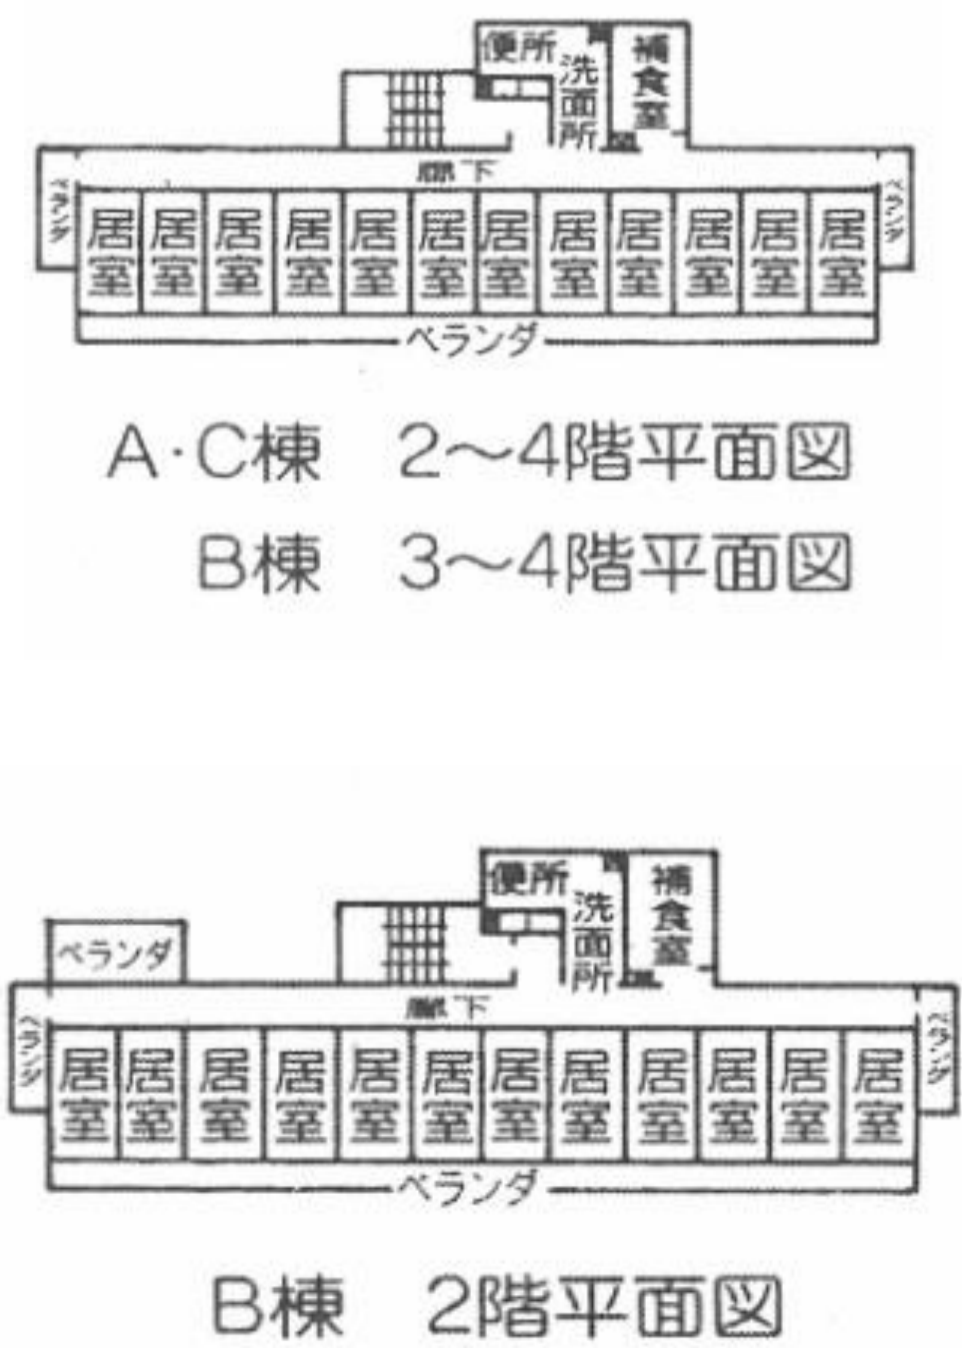 便所
洗面所
補食室
廊下
ベランダ
ベランダ
居室 居室 居室 居室 居室 居室 居室 居室 居室 居室 居室 居室
ベランダ
A・C棟 2〜4階平面図
B棟 3〜4階平面図
便所
洗面所
補食室
ベランダ
廊下
ベランダ
ベランダ
居室 居室 居室 居室 居室 居室 居室 居室 居室 居室 居室 居室
ベランダ
B棟 2階平面図